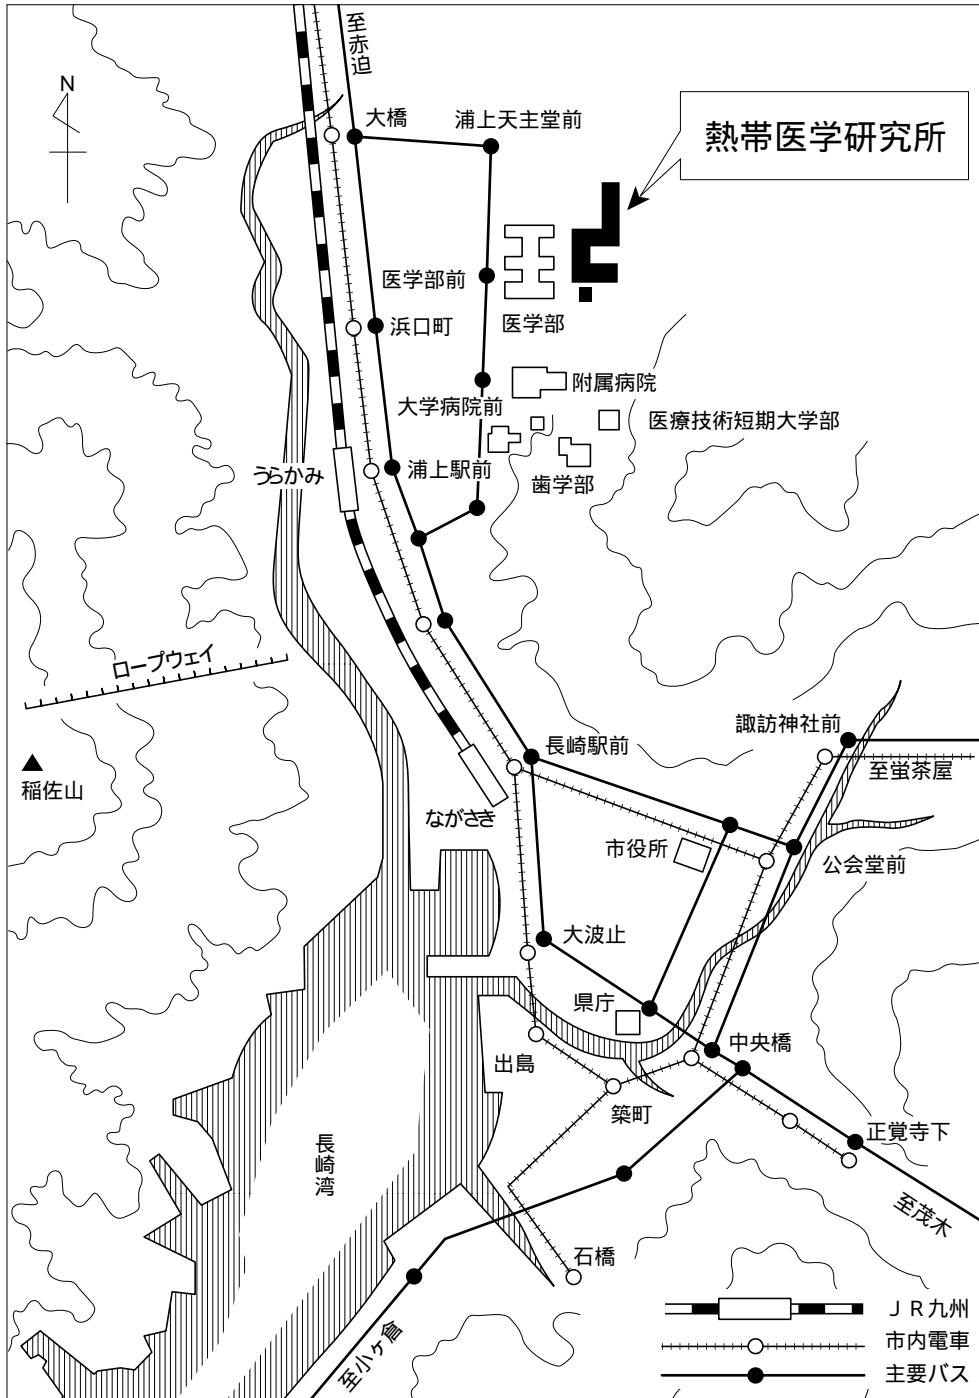 至赤迫
N
大橋
浦上天主堂前
熱帯医学研究所
医学部前
医学部
浜口町
附属病院
大学病院前
医療技術短期大学部
うらかみ
浦上駅前
歯学部
ロープウェイ
稲佐山
長崎駅前
諏訪神社前
至蛍茶屋
ながさき
市役所
公会堂前
大波止
県庁
中央橋
出島
築町
正覚寺下
長崎湾
至茂木
石橋
至小ヶ倉
ＪＲ九州
市内電車
主要バス